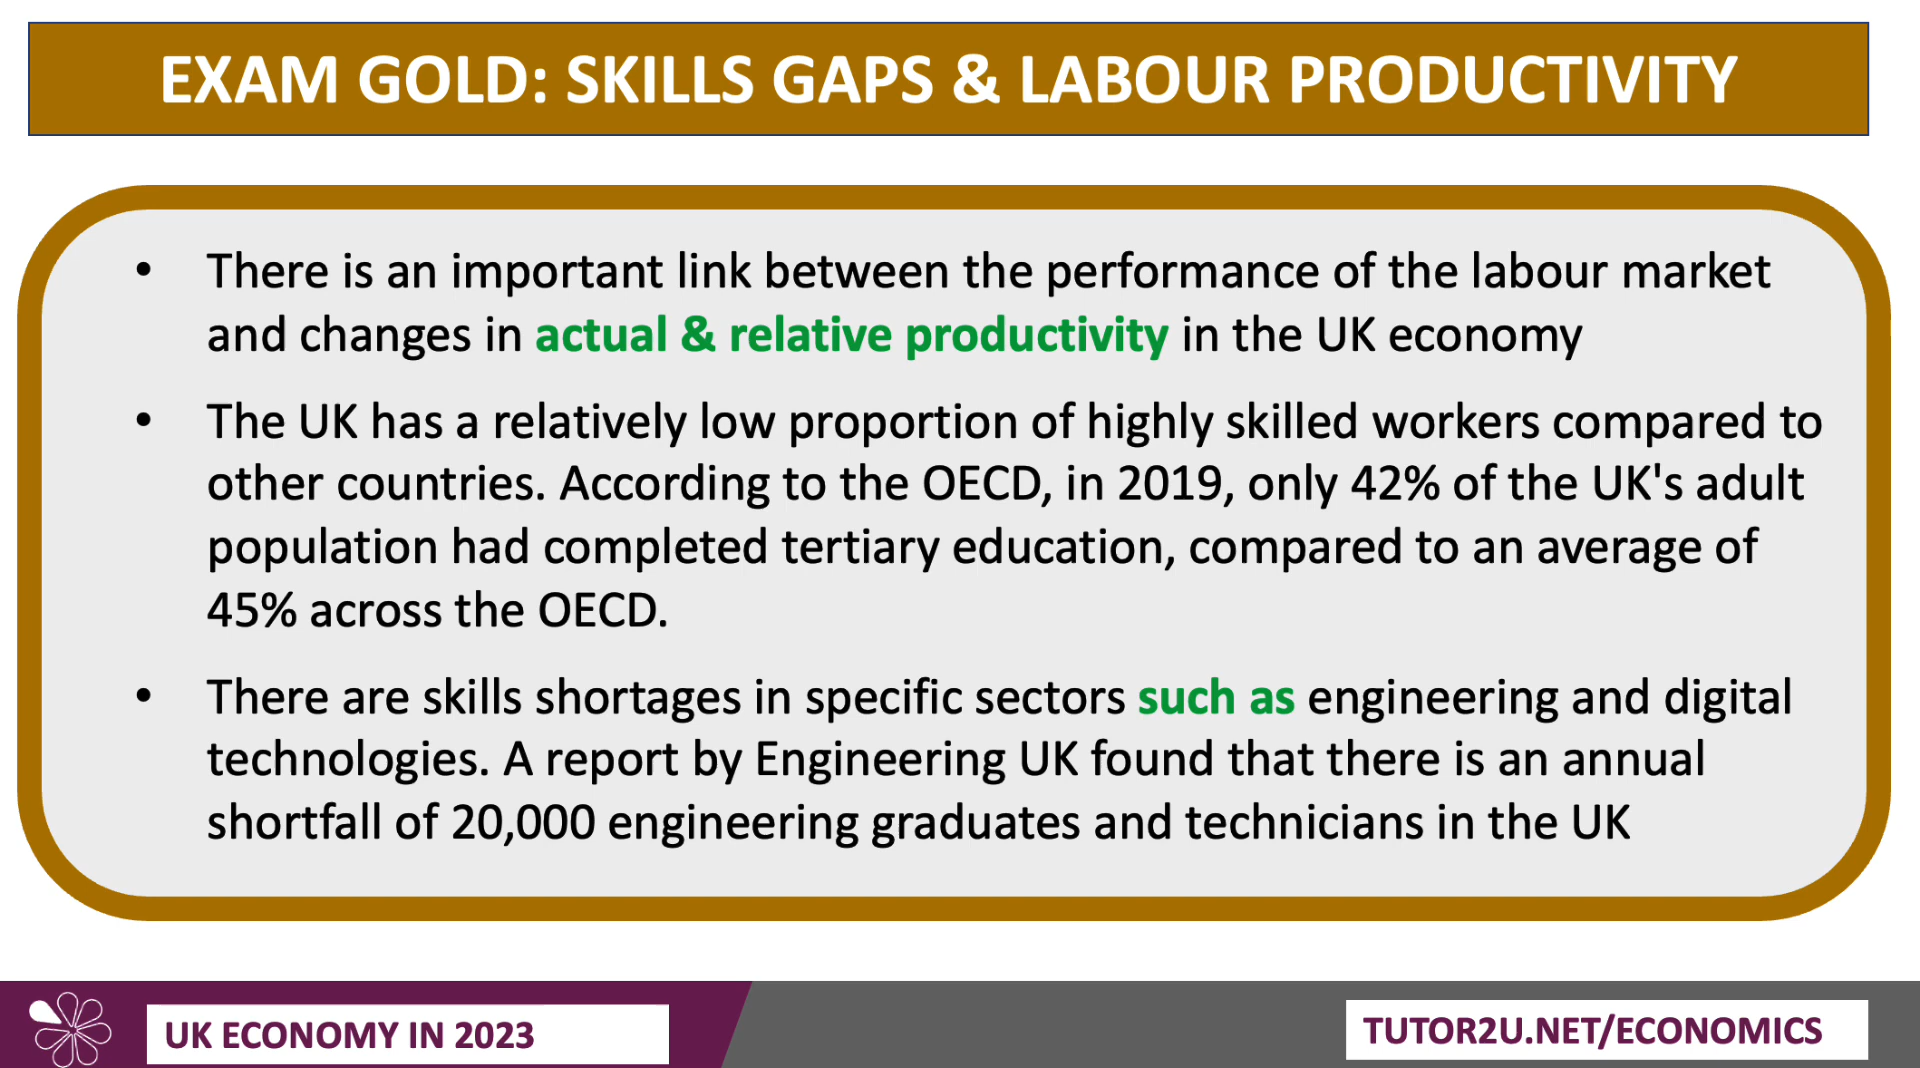 EXAM GOLD: SKILLS GAPS & LABOUR PRODUCTIVITY
• There is an important link between the performance of the labour market
and changes in actual & relative productivity in the UK economy
• The UK has a relatively low proportion of highly skilled workers compared to
other countries. According to the OECD, in 2019, only 42% of the UK's adult
population had completed tertiary education, compared to an average of
45% across the OECD.
• There are skills shortages in specific sectors such as engineering and digital
technologies. A report by Engineering UK found that there is an annual
shortfall of 20,000 engineering graduates and technicians in the UK
UK ECONOMY IN 2023
TUTOR2U.NET/ECONOMICS